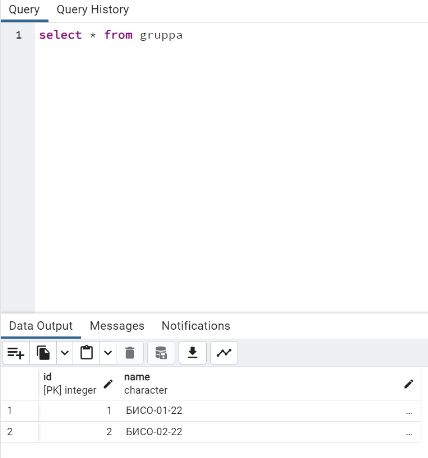 Query Query History
1 select * from gruppa
Data Output Messages Notifications
id name
[PK] integer character
1 1 БИСО-01-22 ...
2 2 БИСО-02-22 ...